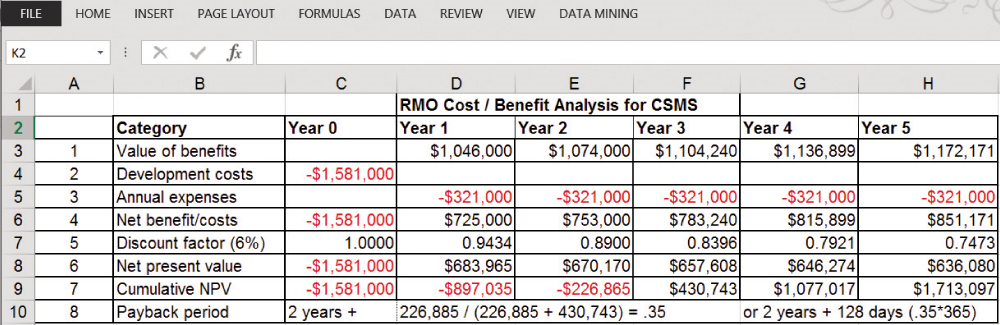 FILE HOME INSERT PAGE LAYOUT FORMULAS DATA REVIEW VIEW DATA MINING
K2 fx
A B C D E F G H
1 RMO Cost / Benefit Analysis for CSMS
2 Category Year 0 Year 1 Year 2 Year 3 Year 4 Year 5
3 1 Value of benefits $1,046,000 $1,074,000 $1,104,240 $1,136,899 $1,172,171
4 2 Development costs -$1,581,000
5 3 Annual expenses -$321,000 -$321,000 -$321,000 -$321,000 -$321,000
6 4 Net benefit/costs -$1,581,000 $725,000 $753,000 $783,240 $815,899 $851,171
7 5 Discount factor (6%) 1.0000 0.9434 0.8900 0.8396 0.7921 0.7473
8 6 Net present value -$1,581,000 $683,965 $670,170 $657,608 $646,274 $636,080
9 7 Cumulative NPV -$1,581,000 -$897,035 -$226,865 $430,743 $1,077,017 $1,713,097
10 8 Payback period 2 years + 226,885 / (226,885 + 430,743) = .35 or 2 years + 128 days (.35*365)